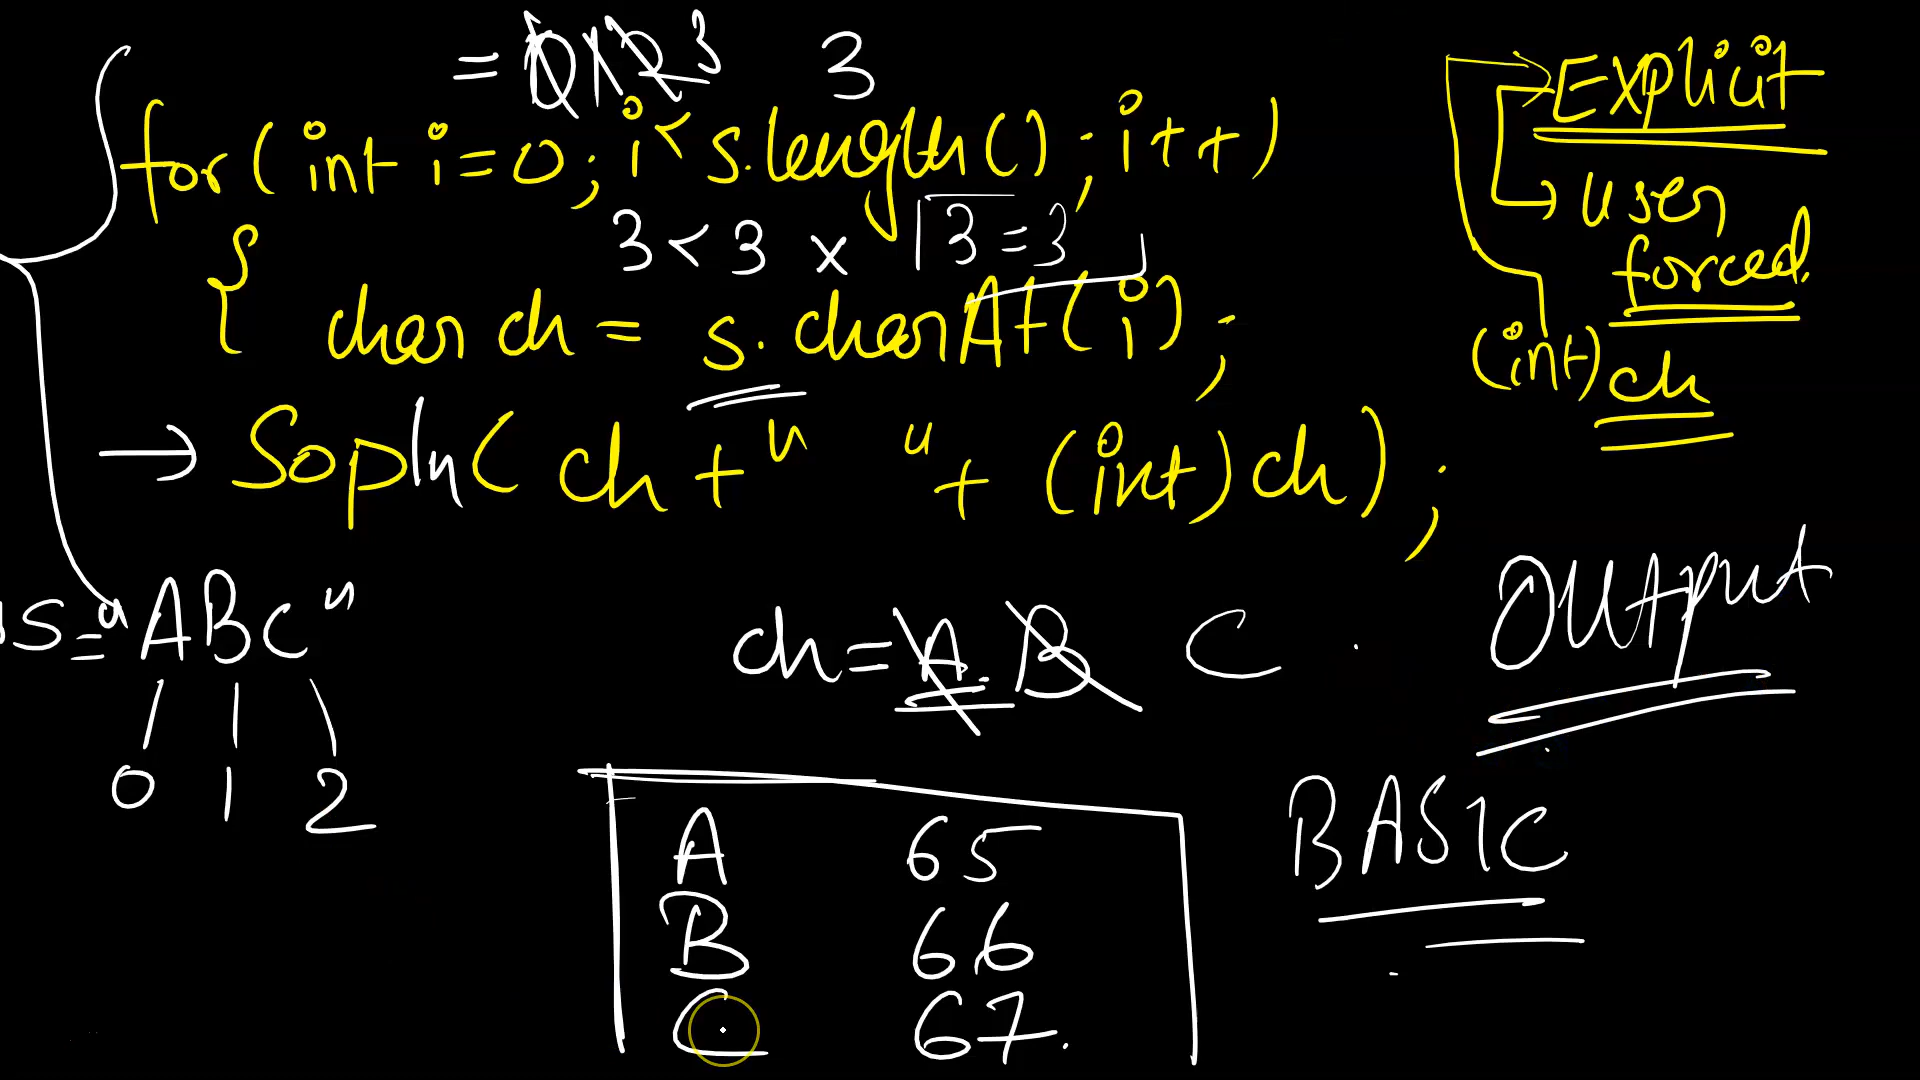 = 3 3
for(int i=0; i<s.length(); i++)
3<3 x 3=3
{ char ch = s.charAt(i);
→ Sopln( ch + " " + (int)ch);
Explicit
→ user
forced.
(int)ch
s="ABC"
0 1 2
ch = A B C
OUtput
A 65
B 66
C 67.
BASIC